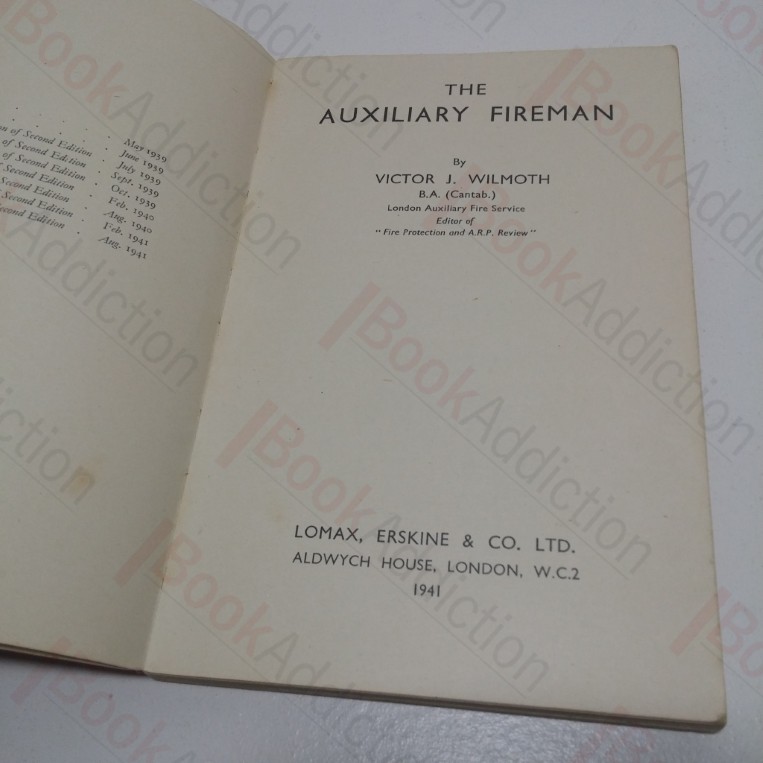 . . . . May 1939
on of Second Edition . June 1939
of Second Edition . July 1939
of Second Edition . Sept. 1939
of Second Edition . Oct. 1939
Second Edition . Feb. 1940
Second Edition . Aug. 1940
Second Edition . Feb. 1941
Second Edition . Aug. 1941
THE
AUXILIARY FIREMAN
By
VICTOR J. WILMOTH
B.A. (Cantab.)
London Auxiliary Fire Service
Editor of
"Fire Protection and A.R.P. Review"
LOMAX, ERSKINE & CO. LTD.
ALDWYCH HOUSE, LONDON, W.C.2
1941
BookAddiction